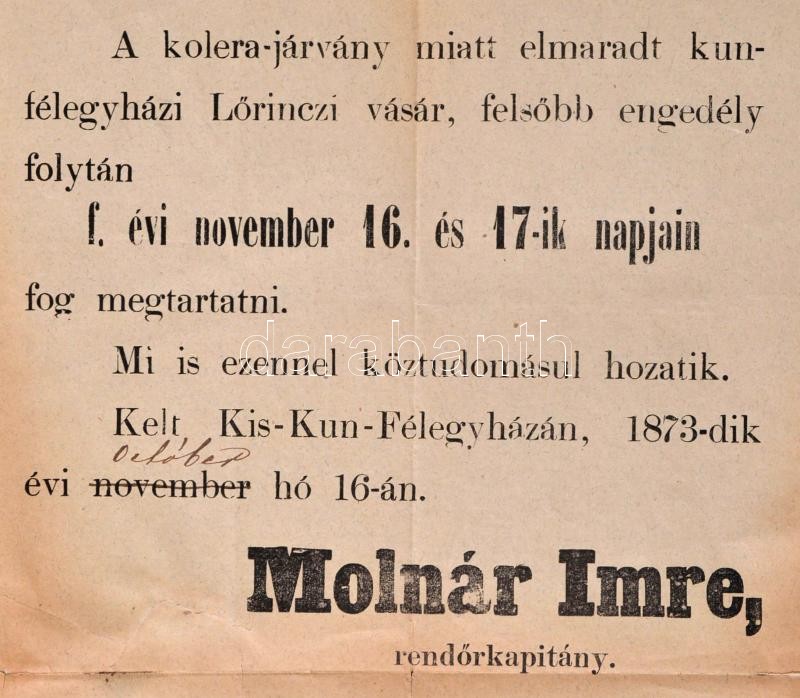 A kolera-járvány miatt elmaradt kun-
félegyházi Lőrinczi vásár, felsőbb engedély
folytán
f. évi november 16. és 17-ik napjain
fog megtartatni.
darabanth
Mi is ezennel köztudomásul hozatik.
Kelt Kis-Kun-Félegyházán, 1873-dik
október
évi november hó 16-án.
Molnár Imre,
rendőrkapitány.